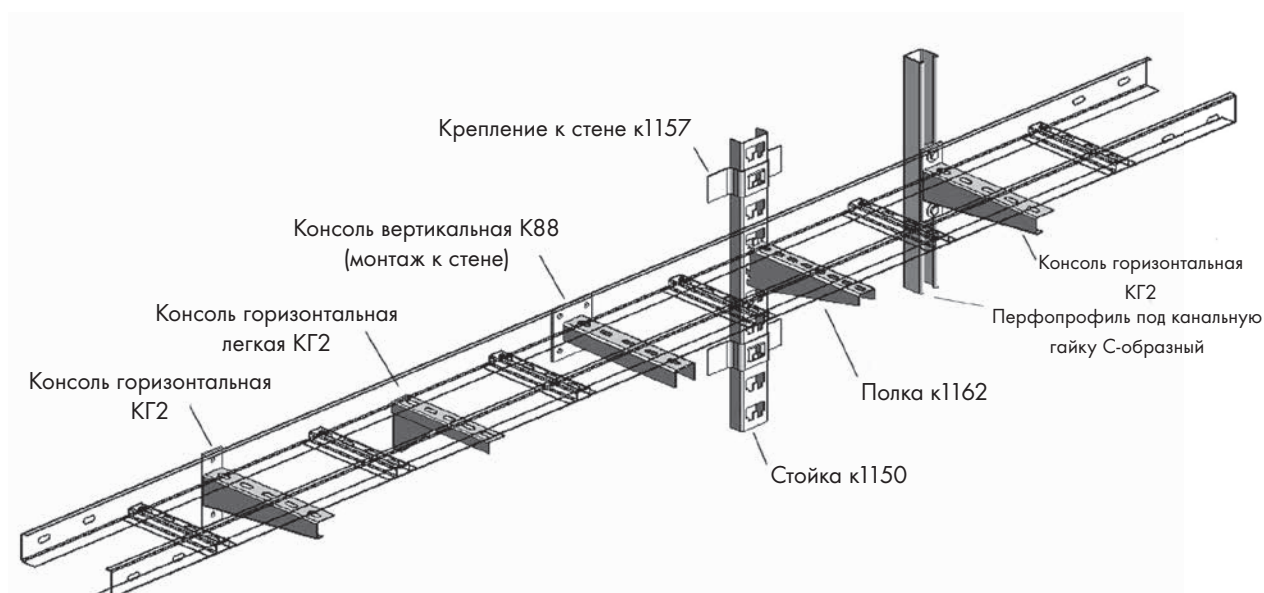 Крепление к стене к1157
Консоль вертикальная К88
(монтаж к стене)
Консоль горизонтальная
легкая КГ2
Консоль горизонтальная
КГ2
Консоль горизонтальная
КГ2
Перфопрофиль под канальную
гайку С-образный
Полка к1162
Стойка к1150